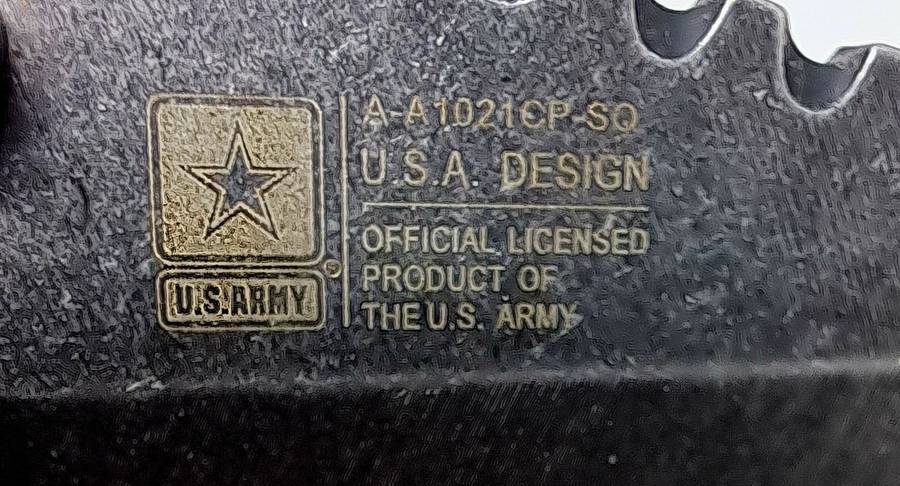 U.S.ARMY
®
A-A1021CP-SQ
U.S.A. DESIGN
OFFICIAL LICENSED
PRODUCT OF
THE U.S. ARMY